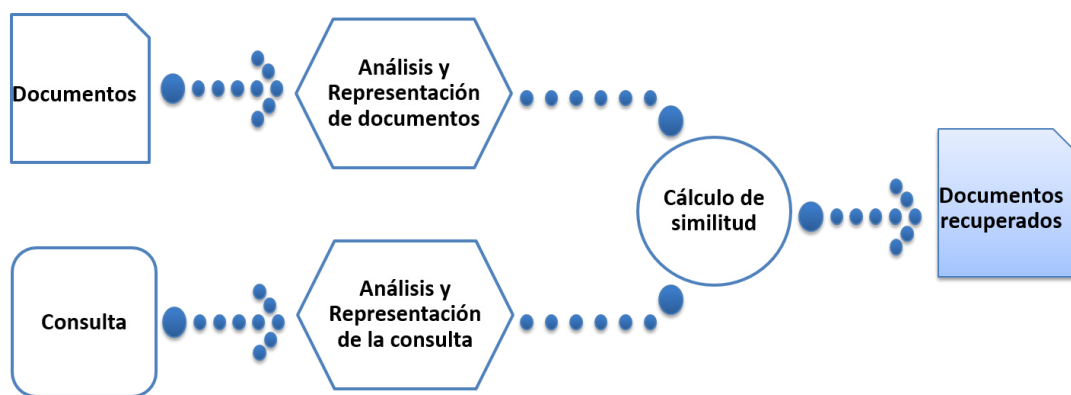 Documentos
Análisis y
Representación
de documentos
Cálculo de
similitud
Documentos
recuperados
Consulta
Análisis y
Representación
de la consulta